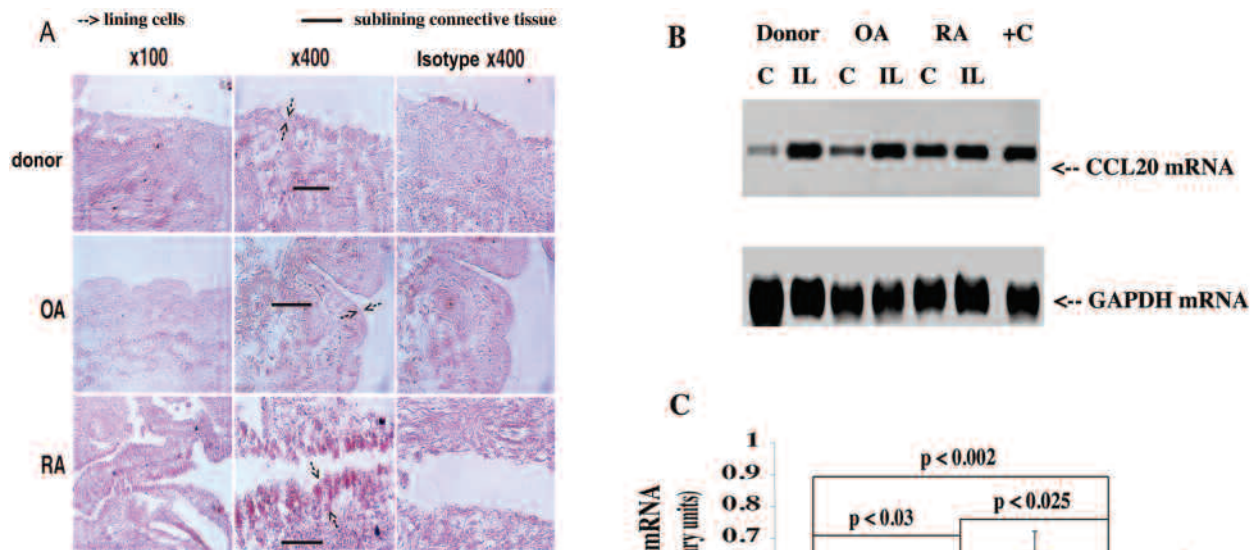 A
--> lining cells
sublining connective tissue
x100
x400
Isotype x400
donor
OA
RA
B
Donor OA RA +C
C IL C IL C IL
<-- CCL20 mRNA
<-- GAPDH mRNA
C
1
0.9
0.8
0.7
p < 0.002
p < 0.03
p < 0.025
mRNA
units)